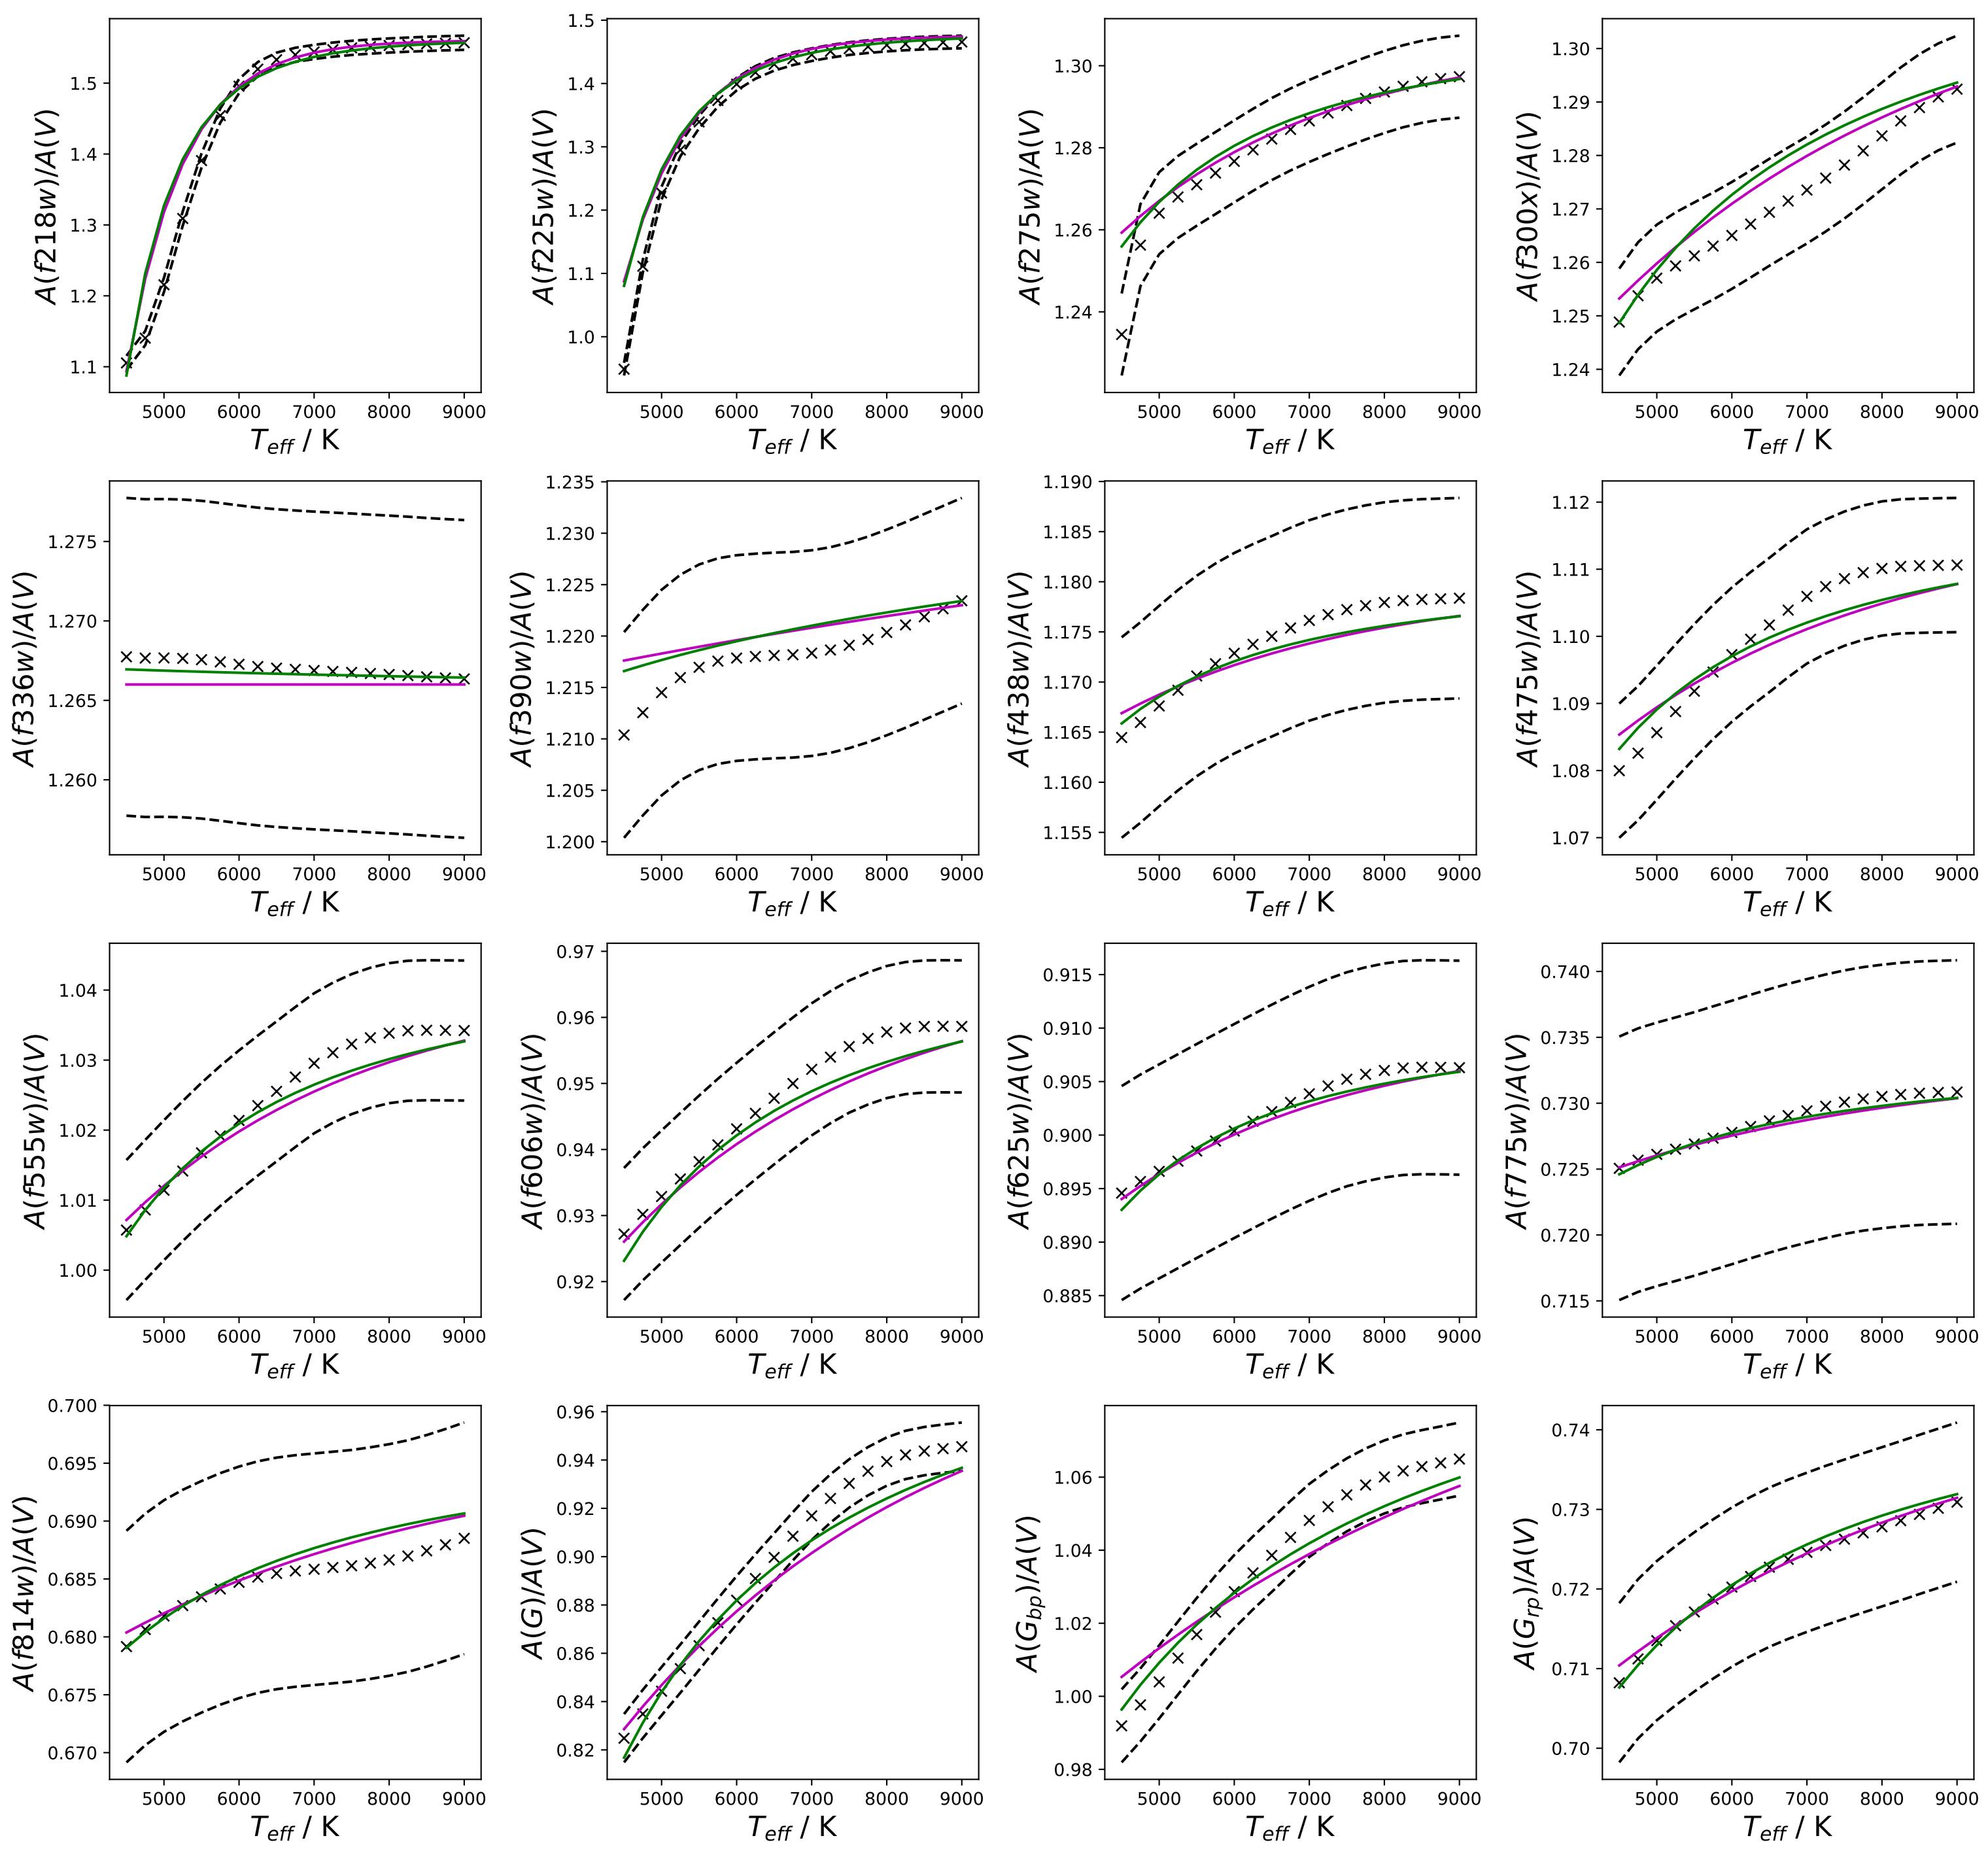 A(f218w)/A(V)
1.5
1.4
1.3
1.2
1.1
5000 6000 7000 8000 9000
T_eff / K
A(f225w)/A(V)
1.5
1.4
1.3
1.2
1.1
1.0
5000 6000 7000 8000 9000
T_eff / K
A(f275w)/A(V)
1.30
1.28
1.26
1.24
5000 6000 7000 8000 9000
T_eff / K
A(f300x)/A(V)
1.30
1.29
1.28
1.27
1.26
1.25
1.24
5000 6000 7000 8000 9000
T_eff / K
A(f336w)/A(V)
1.275
1.270
1.265
1.260
5000 6000 7000 8000 9000
T_eff / K
A(f390w)/A(V)
1.235
1.230
1.225
1.220
1.215
1.210
1.205
1.200
5000 6000 7000 8000 9000
T_eff / K
A(f438w)/A(V)
1.190
1.185
1.180
1.175
1.170
1.165
1.160
1.155
5000 6000 7000 8000 9000
T_eff / K
A(f475w)/A(V)
1.12
1.11
1.10
1.09
1.08
1.07
5000 6000 7000 8000 9000
T_eff / K
A(f555w)/A(V)
1.04
1.03
1.02
1.01
1.00
5000 6000 7000 8000 9000
T_eff / K
A(f606w)/A(V)
0.97
0.96
0.95
0.94
0.93
0.92
5000 6000 7000 8000 9000
T_eff / K
A(f625w)/A(V)
0.915
0.910
0.905
0.900
0.895
0.890
0.885
5000 6000 7000 8000 9000
T_eff / K
A(f775w)/A(V)
0.740
0.735
0.730
0.725
0.720
0.715
5000 6000 7000 8000 9000
T_eff / K
A(f814w)/A(V)
0.700
0.695
0.690
0.685
0.680
0.675
0.670
5000 6000 7000 8000 9000
T_eff / K
A(G)/A(V)
0.96
0.94
0.92
0.90
0.88
0.86
0.84
0.82
5000 6000 7000 8000 9000
T_eff / K
A(G_bp)/A(V)
1.06
1.04
1.02
1.00
0.98
5000 6000 7000 8000 9000
T_eff / K
A(G_rp)/A(V)
0.74
0.73
0.72
0.71
0.70
5000 6000 7000 8000 9000
T_eff / K